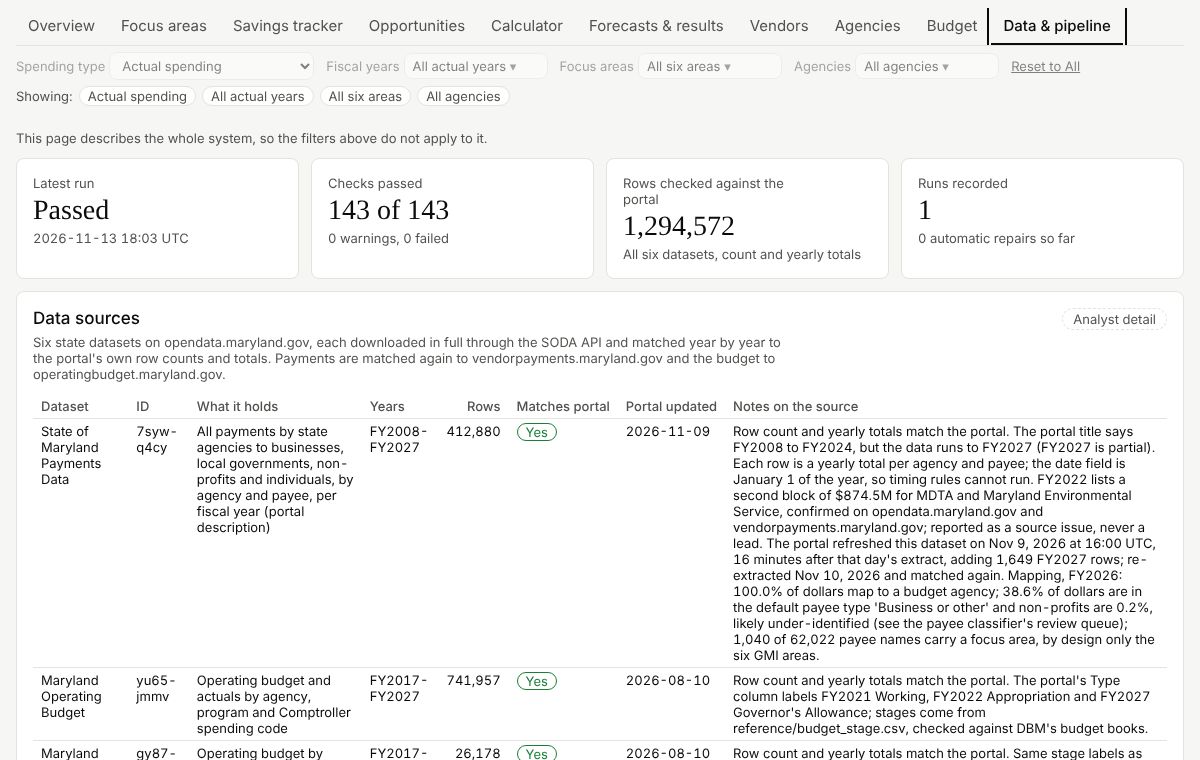 Overview Focus areas Savings tracker Opportunities Calculator Forecasts & results Vendors Agencies Budget Data & pipeline
Spending type Actual spending Fiscal years All actual years ▾ Focus areas All six areas ▾ Agencies All agencies ▾ Reset to All
Showing: Actual spending All actual years All six areas All agencies
This page describes the whole system, so the filters above do not apply to it.
Latest run
Passed
2026-11-13 18:03 UTC
Checks passed
143 of 143
0 warnings, 0 failed
Rows checked against the
portal
1,294,572
All six datasets, count and yearly totals
Runs recorded
1
0 automatic repairs so far
Data sources
Analyst detail
Six state datasets on opendata.maryland.gov, each downloaded in full through the SODA API and matched year by year to
the portal's own row counts and totals. Payments are matched again to vendorpayments.maryland.gov and the budget to
operatingbudget.maryland.gov.
Dataset ID What it holds Years Rows Matches portal Portal updated Notes on the source
State of
Maryland
Payments
Data
7syw-
q4cy
All payments by state
agencies to businesses,
local governments, non-
profits and individuals, by
agency and payee, per
fiscal year (portal
description)
FY2008-
FY2027
412,880
Yes
2026-11-09
Row count and yearly totals match the portal. The portal title says
FY2008 to FY2024, but the data runs to FY2027 (FY2027 is partial).
Each row is a yearly total per agency and payee; the date field is
January 1 of the year, so timing rules cannot run. FY2022 lists a
second block of $874.5M for MDTA and Maryland Environmental
Service, confirmed on opendata.maryland.gov and
vendorpayments.maryland.gov; reported as a source issue, never a
lead. The portal refreshed this dataset on Nov 9, 2026 at 16:00 UTC,
16 minutes after that day's extract, adding 1,649 FY2027 rows; re-
extracted Nov 10, 2026 and matched again. Mapping, FY2026:
100.0% of dollars map to a budget agency; 38.6% of dollars are in
the default payee type 'Business or other' and non-profits are 0.2%,
likely under-identified (see the payee classifier's review queue);
1,040 of 62,022 payee names carry a focus area, by design only the
six GMI areas.
Maryland
Operating
Budget
yu65-
jmmv
Operating budget and
actuals by agency,
program and Comptroller
spending code
FY2017-
FY2027
741,957
Yes
2026-08-10
Row count and yearly totals match the portal. The portal's Type
column labels FY2021 Working, FY2022 Appropriation and FY2027
Governor's Allowance; stages come from
reference/budget_stage.csv, checked against DBM's budget books.
Maryland gy87- Operating budget by FY2017- 26,178 Yes 2026-08-10 Row count and yearly totals match the portal. Same stage labels as